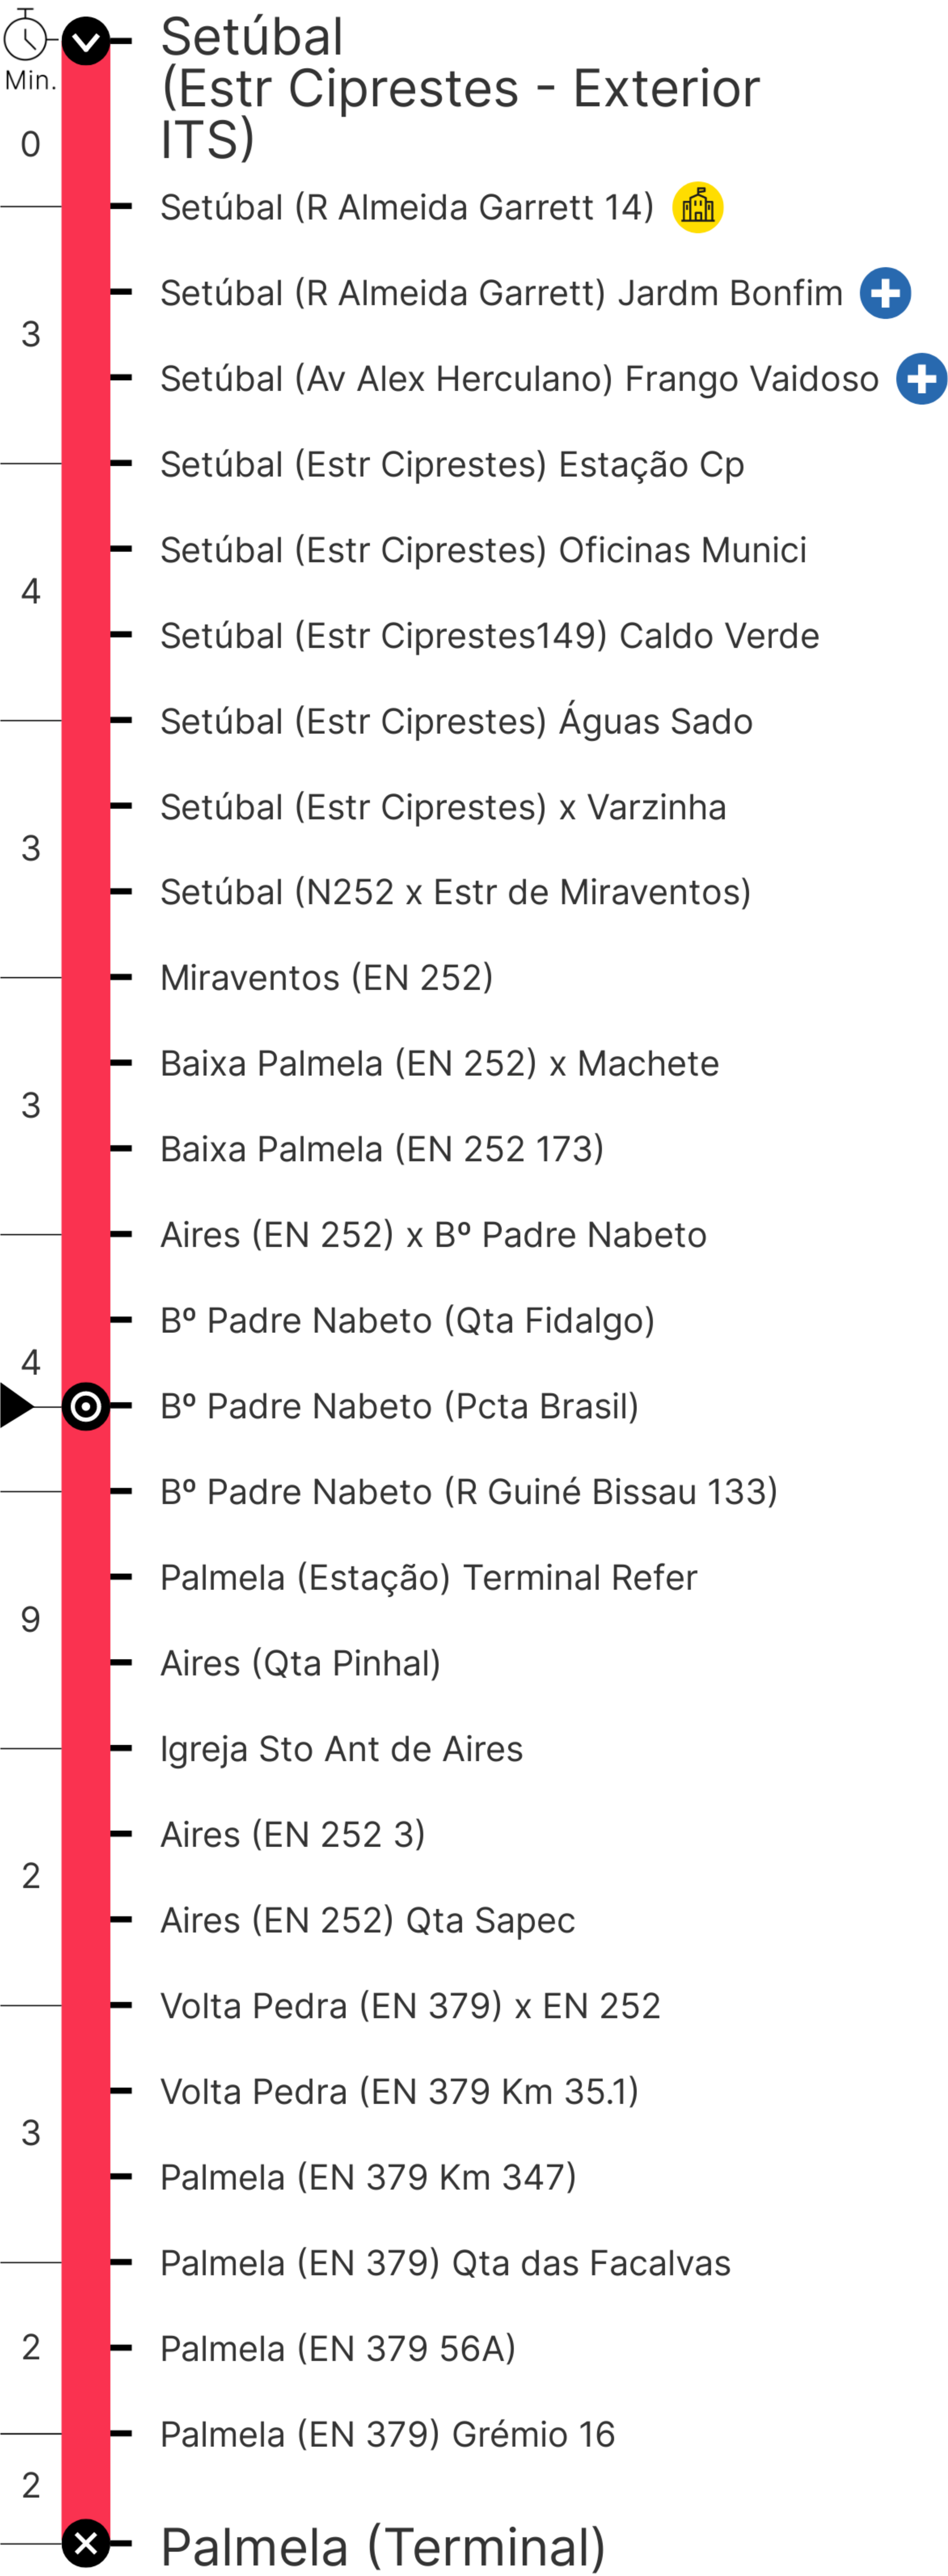 Setúbal
(Estr Ciprestes - Exterior
ITS)
Min.
0
Setúbal (R Almeida Garrett 14)
Setúbal (R Almeida Garrett) Jardm Bonfim
3
Setúbal (Av Alex Herculano) Frango Vaidoso
Setúbal (Estr Ciprestes) Estação Cp
Setúbal (Estr Ciprestes) Oficinas Munici
4
Setúbal (Estr Ciprestes149) Caldo Verde
Setúbal (Estr Ciprestes) Águas Sado
Setúbal (Estr Ciprestes) x Varzinha
3
Setúbal (N252 x Estr de Miraventos)
Miraventos (EN 252)
Baixa Palmela (EN 252) x Machete
3
Baixa Palmela (EN 252 173)
Aires (EN 252) x Bº Padre Nabeto
Bº Padre Nabeto (Qta Fidalgo)
4
Bº Padre Nabeto (Pcta Brasil)
Bº Padre Nabeto (R Guiné Bissau 133)
Palmela (Estação) Terminal Refer
9
Aires (Qta Pinhal)
Igreja Sto Ant de Aires
Aires (EN 252 3)
2
Aires (EN 252) Qta Sapec
Volta Pedra (EN 379) x EN 252
Volta Pedra (EN 379 Km 35.1)
3
Palmela (EN 379 Km 347)
Palmela (EN 379) Qta das Facalvas
2
Palmela (EN 379 56A)
Palmela (EN 379) Grémio 16
2
Palmela (Terminal)